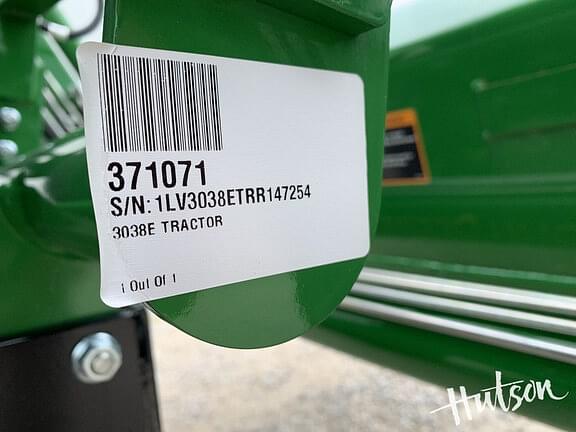 371071
S/N: 1LV3038ETRR147254
3038E TRACTOR
1 Out Of 1
Hutson